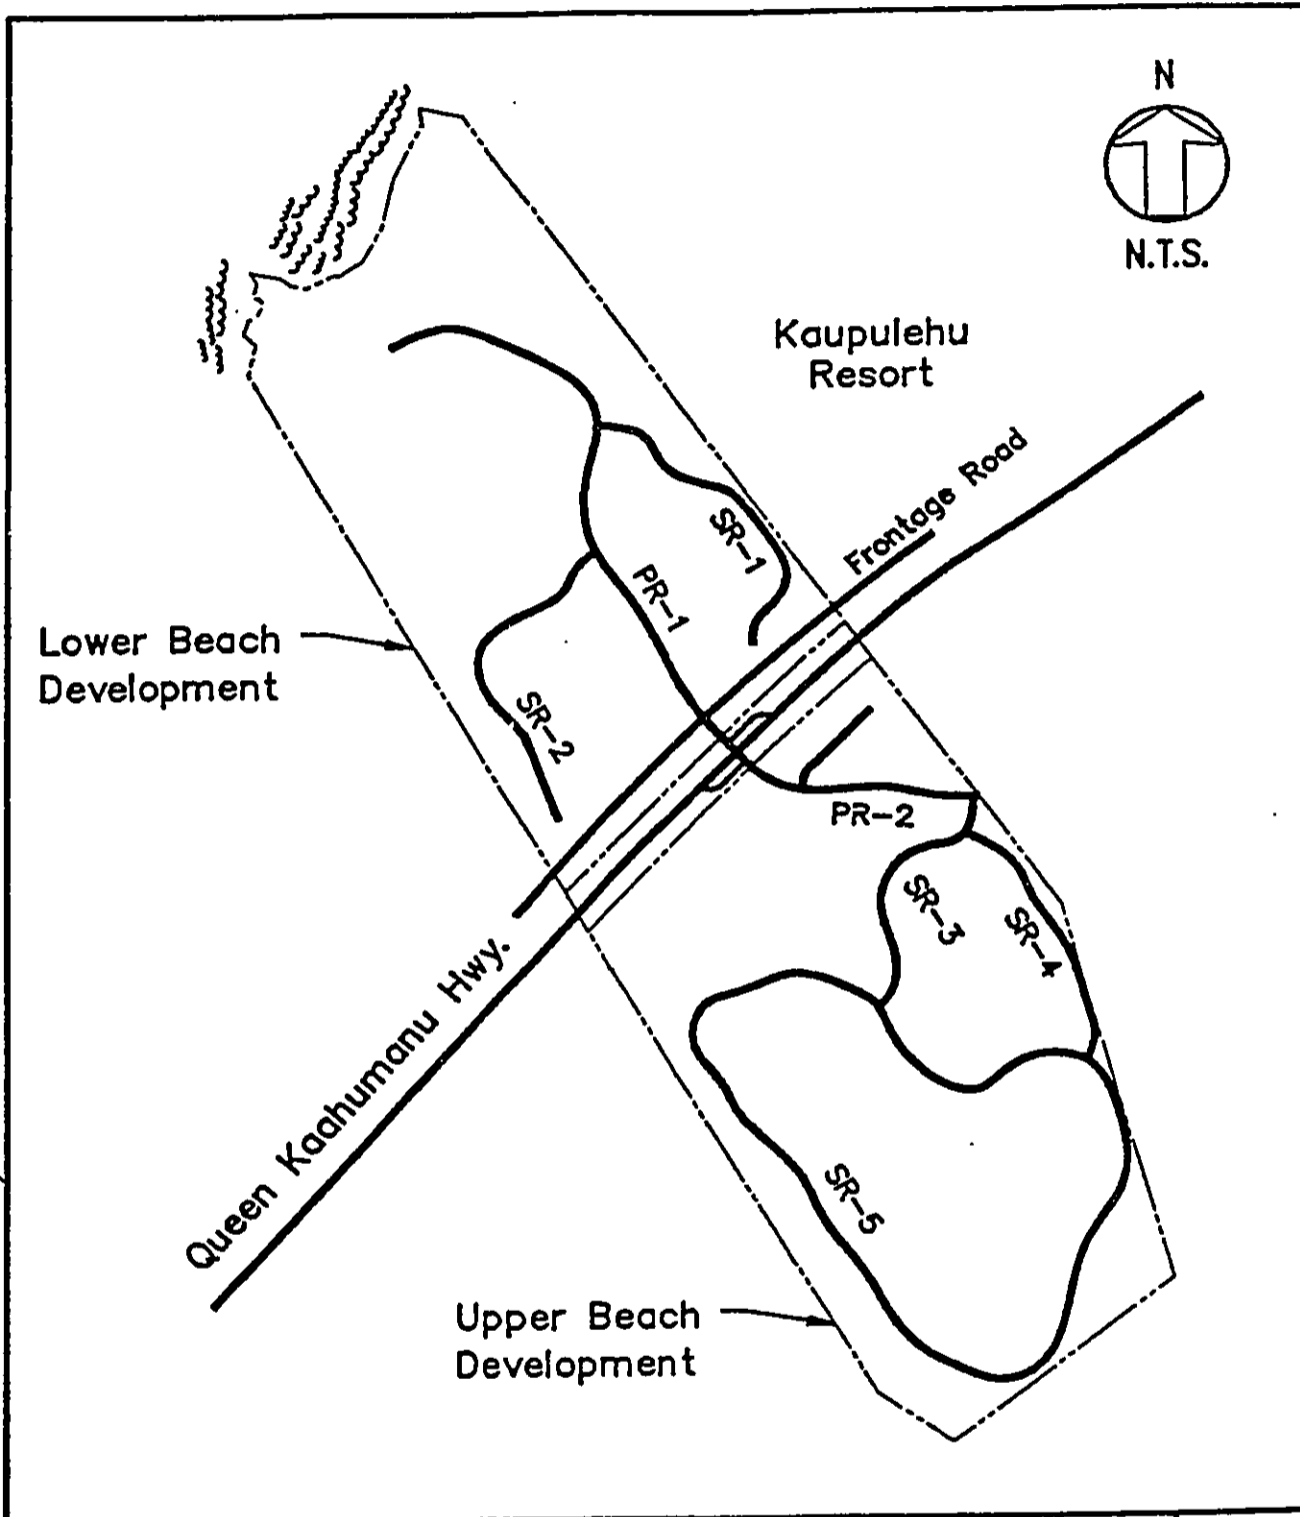 N
N.T.S.
Kaupulehu
Resort
Frontage Road
SR-1
PR-1
Lower Beach
Development
SR-2
PR-2
SR-3
SR-4
Queen Kaahumanu Hwy.
SR-5
Upper Beach
Development